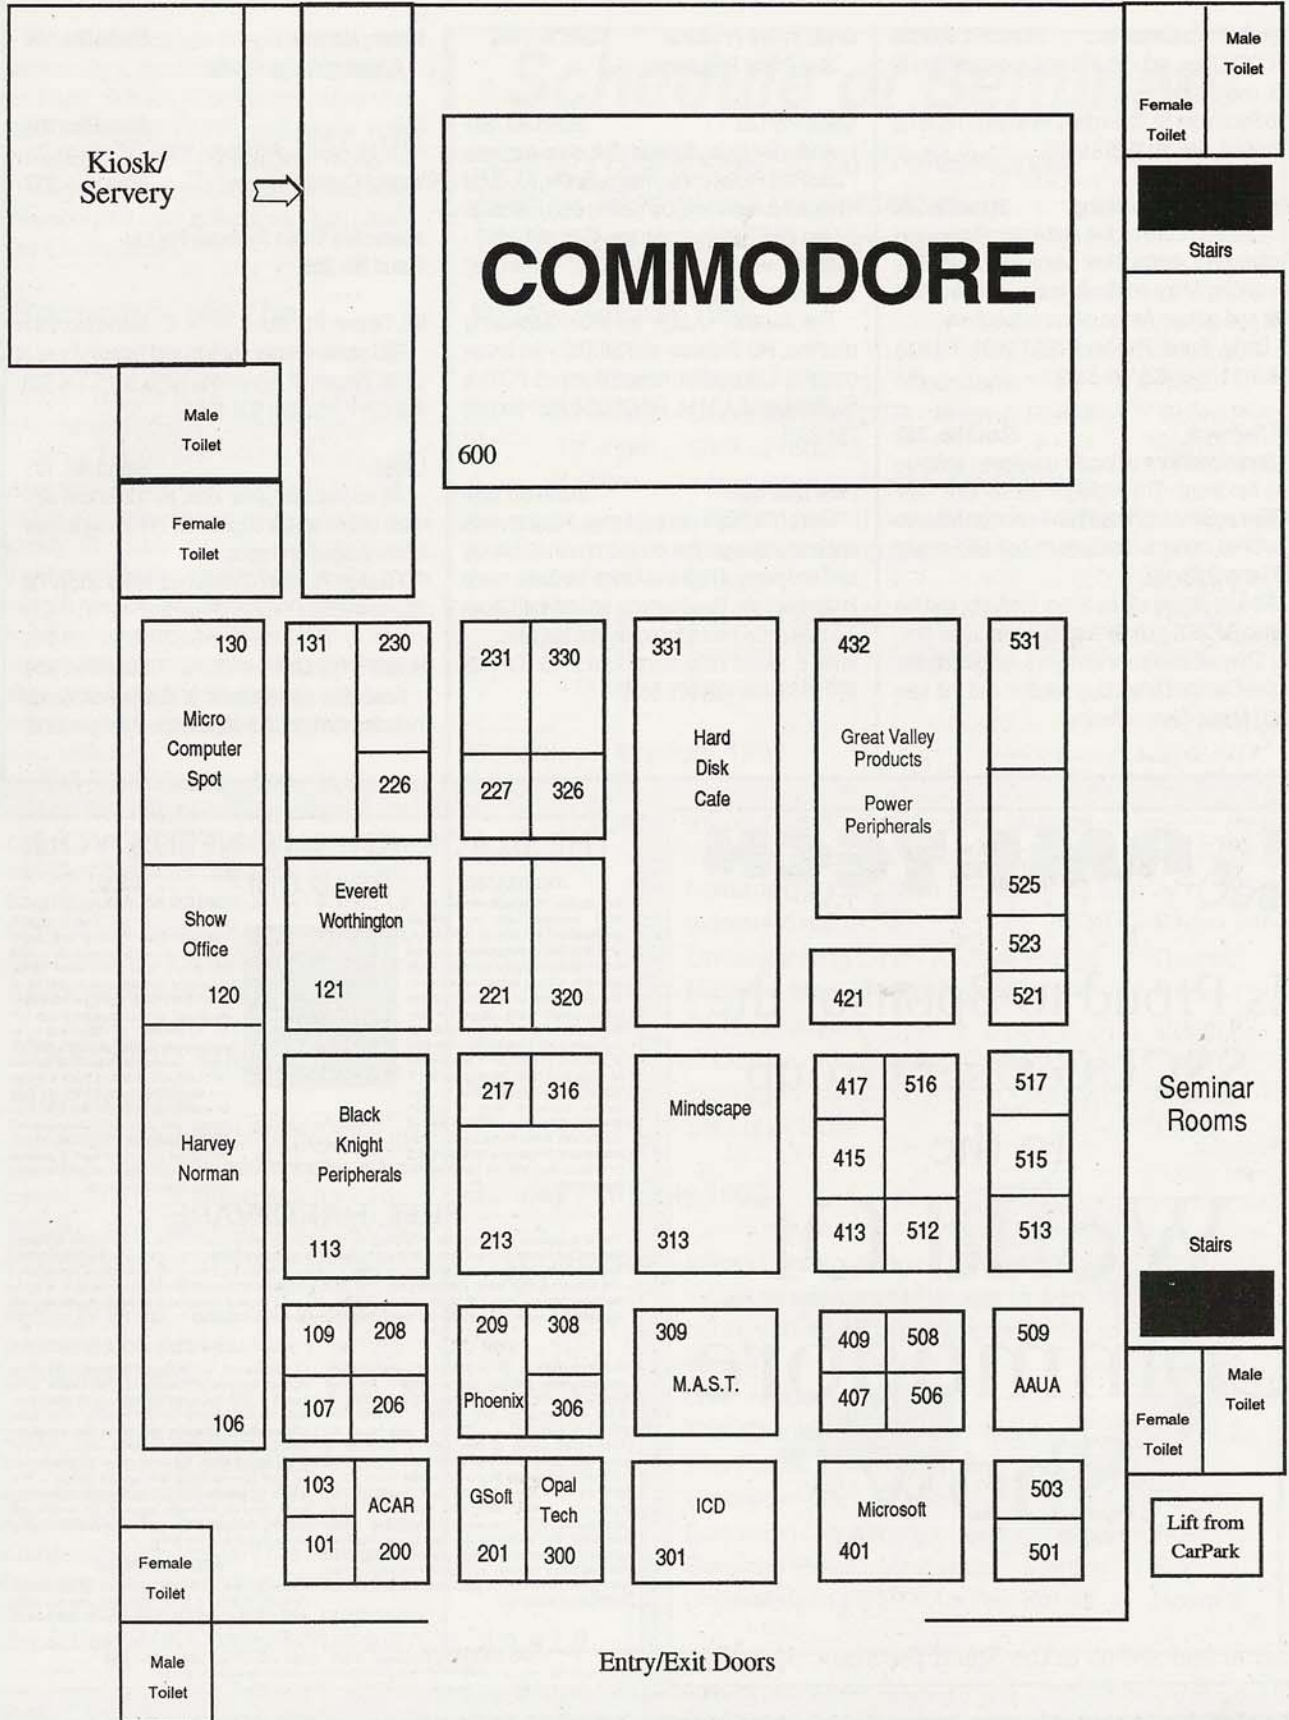 Male
Toilet
Female
Toilet
Kiosk/
Servery
Stairs
COMMODORE
600
Male
Toilet
Female
Toilet
130
Micro
Computer
Spot
131
230
226
231
330
227
326
331
Hard
Disk
Cafe
432
Great Valley
Products
Power
Peripherals
531
525
523
521
Show
Office
120
Everett
Worthington
121
221
320
421
Harvey
Norman
106
Black
Knight
Peripherals
113
217
316
213
Mindscape
313
417
516
415
413
512
517
515
513
Seminar
Rooms
Stairs
109
208
107
206
209
308
Phoenix
306
309
M.A.S.T.
409
508
407
506
509
AAUA
Male
Toilet
Female
Toilet
103
ACAR
101
200
GSoft
201
Opal
Tech
300
ICD
301
Microsoft
401
503
501
Lift from
CarPark
Female
Toilet
Male
Toilet
Entry/Exit Doors